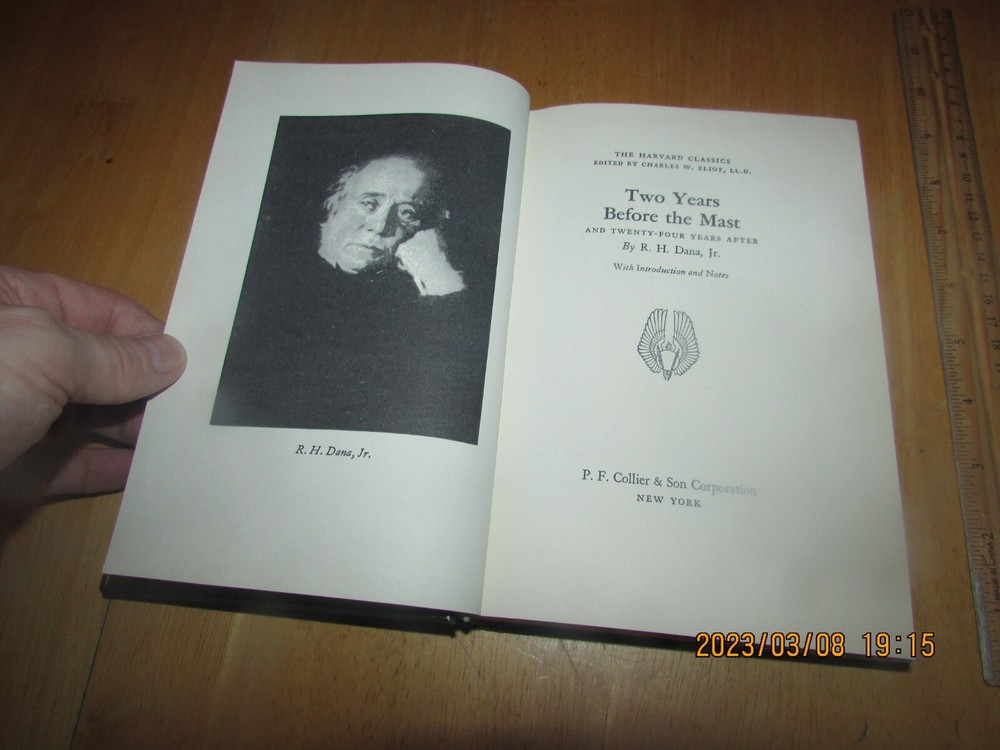 R. H. Dana, Jr.
THE HARVARD CLASSICS
EDITED BY CHARLES W. ELIOT, LL.D.
Two Years
Before the Mast
AND TWENTY-FOUR YEARS AFTER
By R. H. Dana, Jr.
With Introduction and Notes
P. F. Collier & Son Corporation
NEW YORK
2023/03/08 19:15